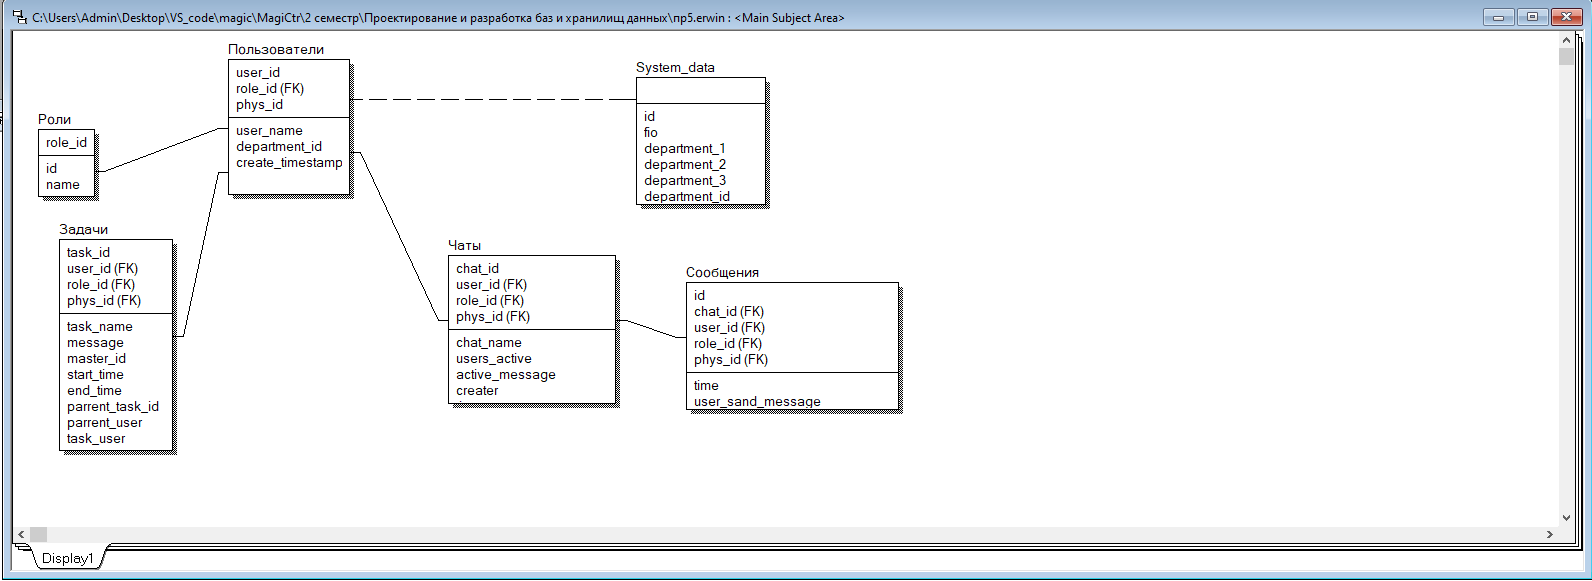 C:\Users\Admin\Desktop\VS_code\magic\MagiCtr\2 семестр\Проектирование и разработка баз и хранилищ данных\пр5.erwin : <Main Subject Area>
Пользователи
user_id
role_id (FK)
phys_id
user_name
department_id
create_timestamp
System_data
id
fio
department_1
department_2
department_3
department_id
Роли
role_id
id
name
Задачи
task_id
user_id (FK)
role_id (FK)
phys_id (FK)
task_name
message
master_id
start_time
end_time
parrent_task_id
parrent_user
task_user
Чаты
chat_id
user_id (FK)
role_id (FK)
phys_id (FK)
chat_name
users_active
active_message
creater
Сообщения
id
chat_id (FK)
user_id (FK)
role_id (FK)
phys_id (FK)
time
user_sand_message
Display1